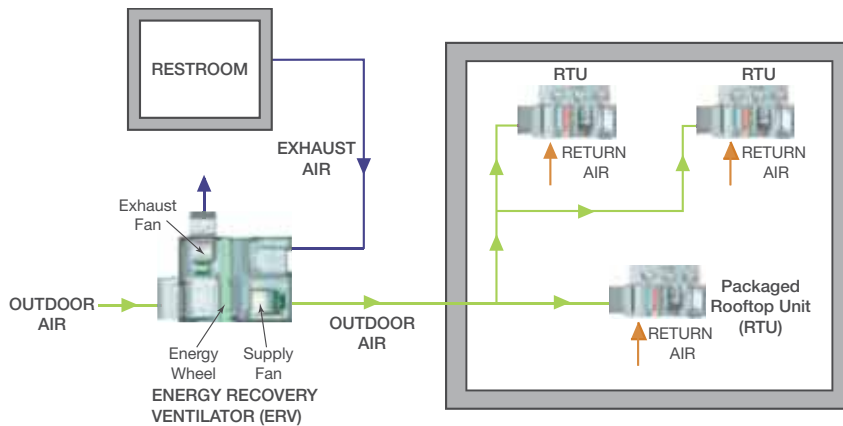 RESTROOM
EXHAUST
AIR
Exhaust
Fan
OUTDOOR
AIR
Energy
Wheel
Supply
Fan
ENERGY RECOVERY
VENTILATOR (ERV)
OUTDOOR
AIR
RTU
RETURN
AIR
RTU
RETURN
AIR
Packaged
Rooftop Unit
(RTU)
RETURN
AIR